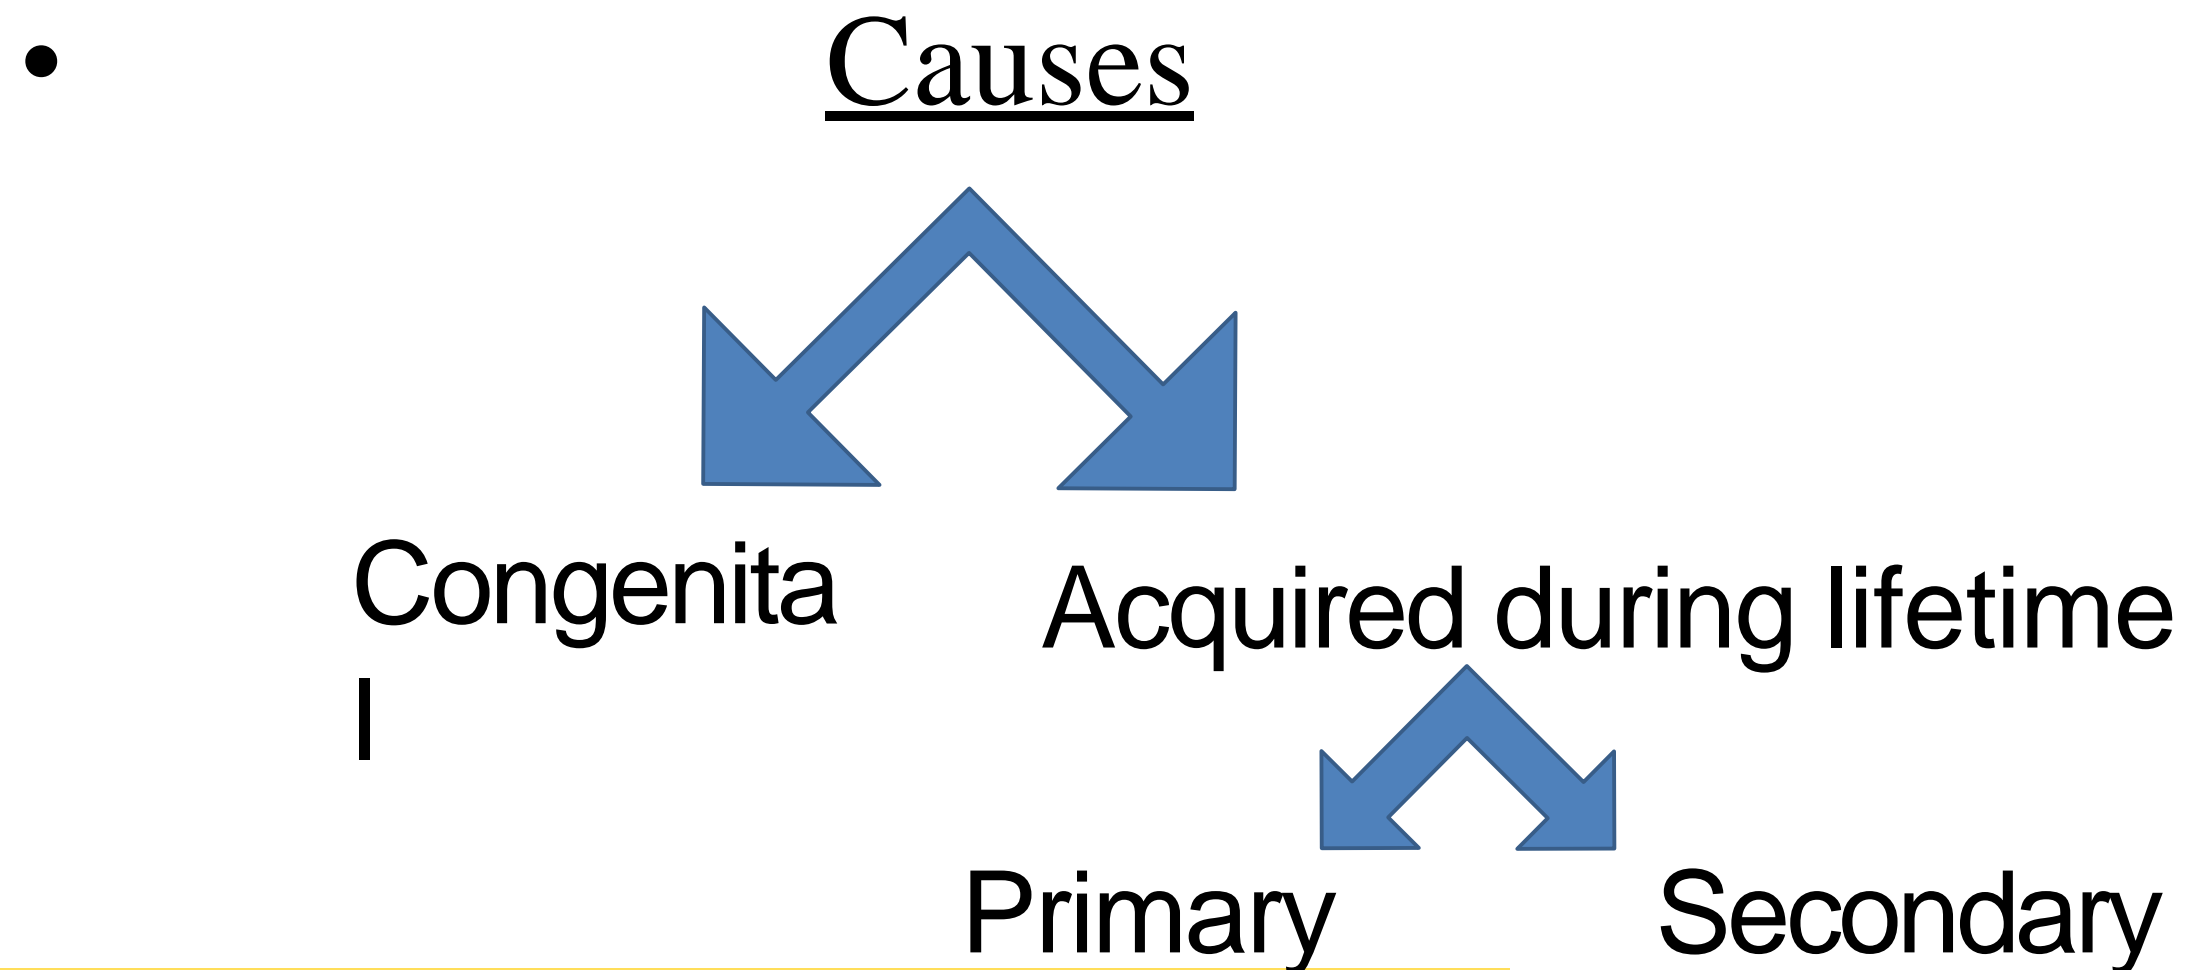 • Causes
Congenita
l
Acquired during lifetime
Primary
Secondary